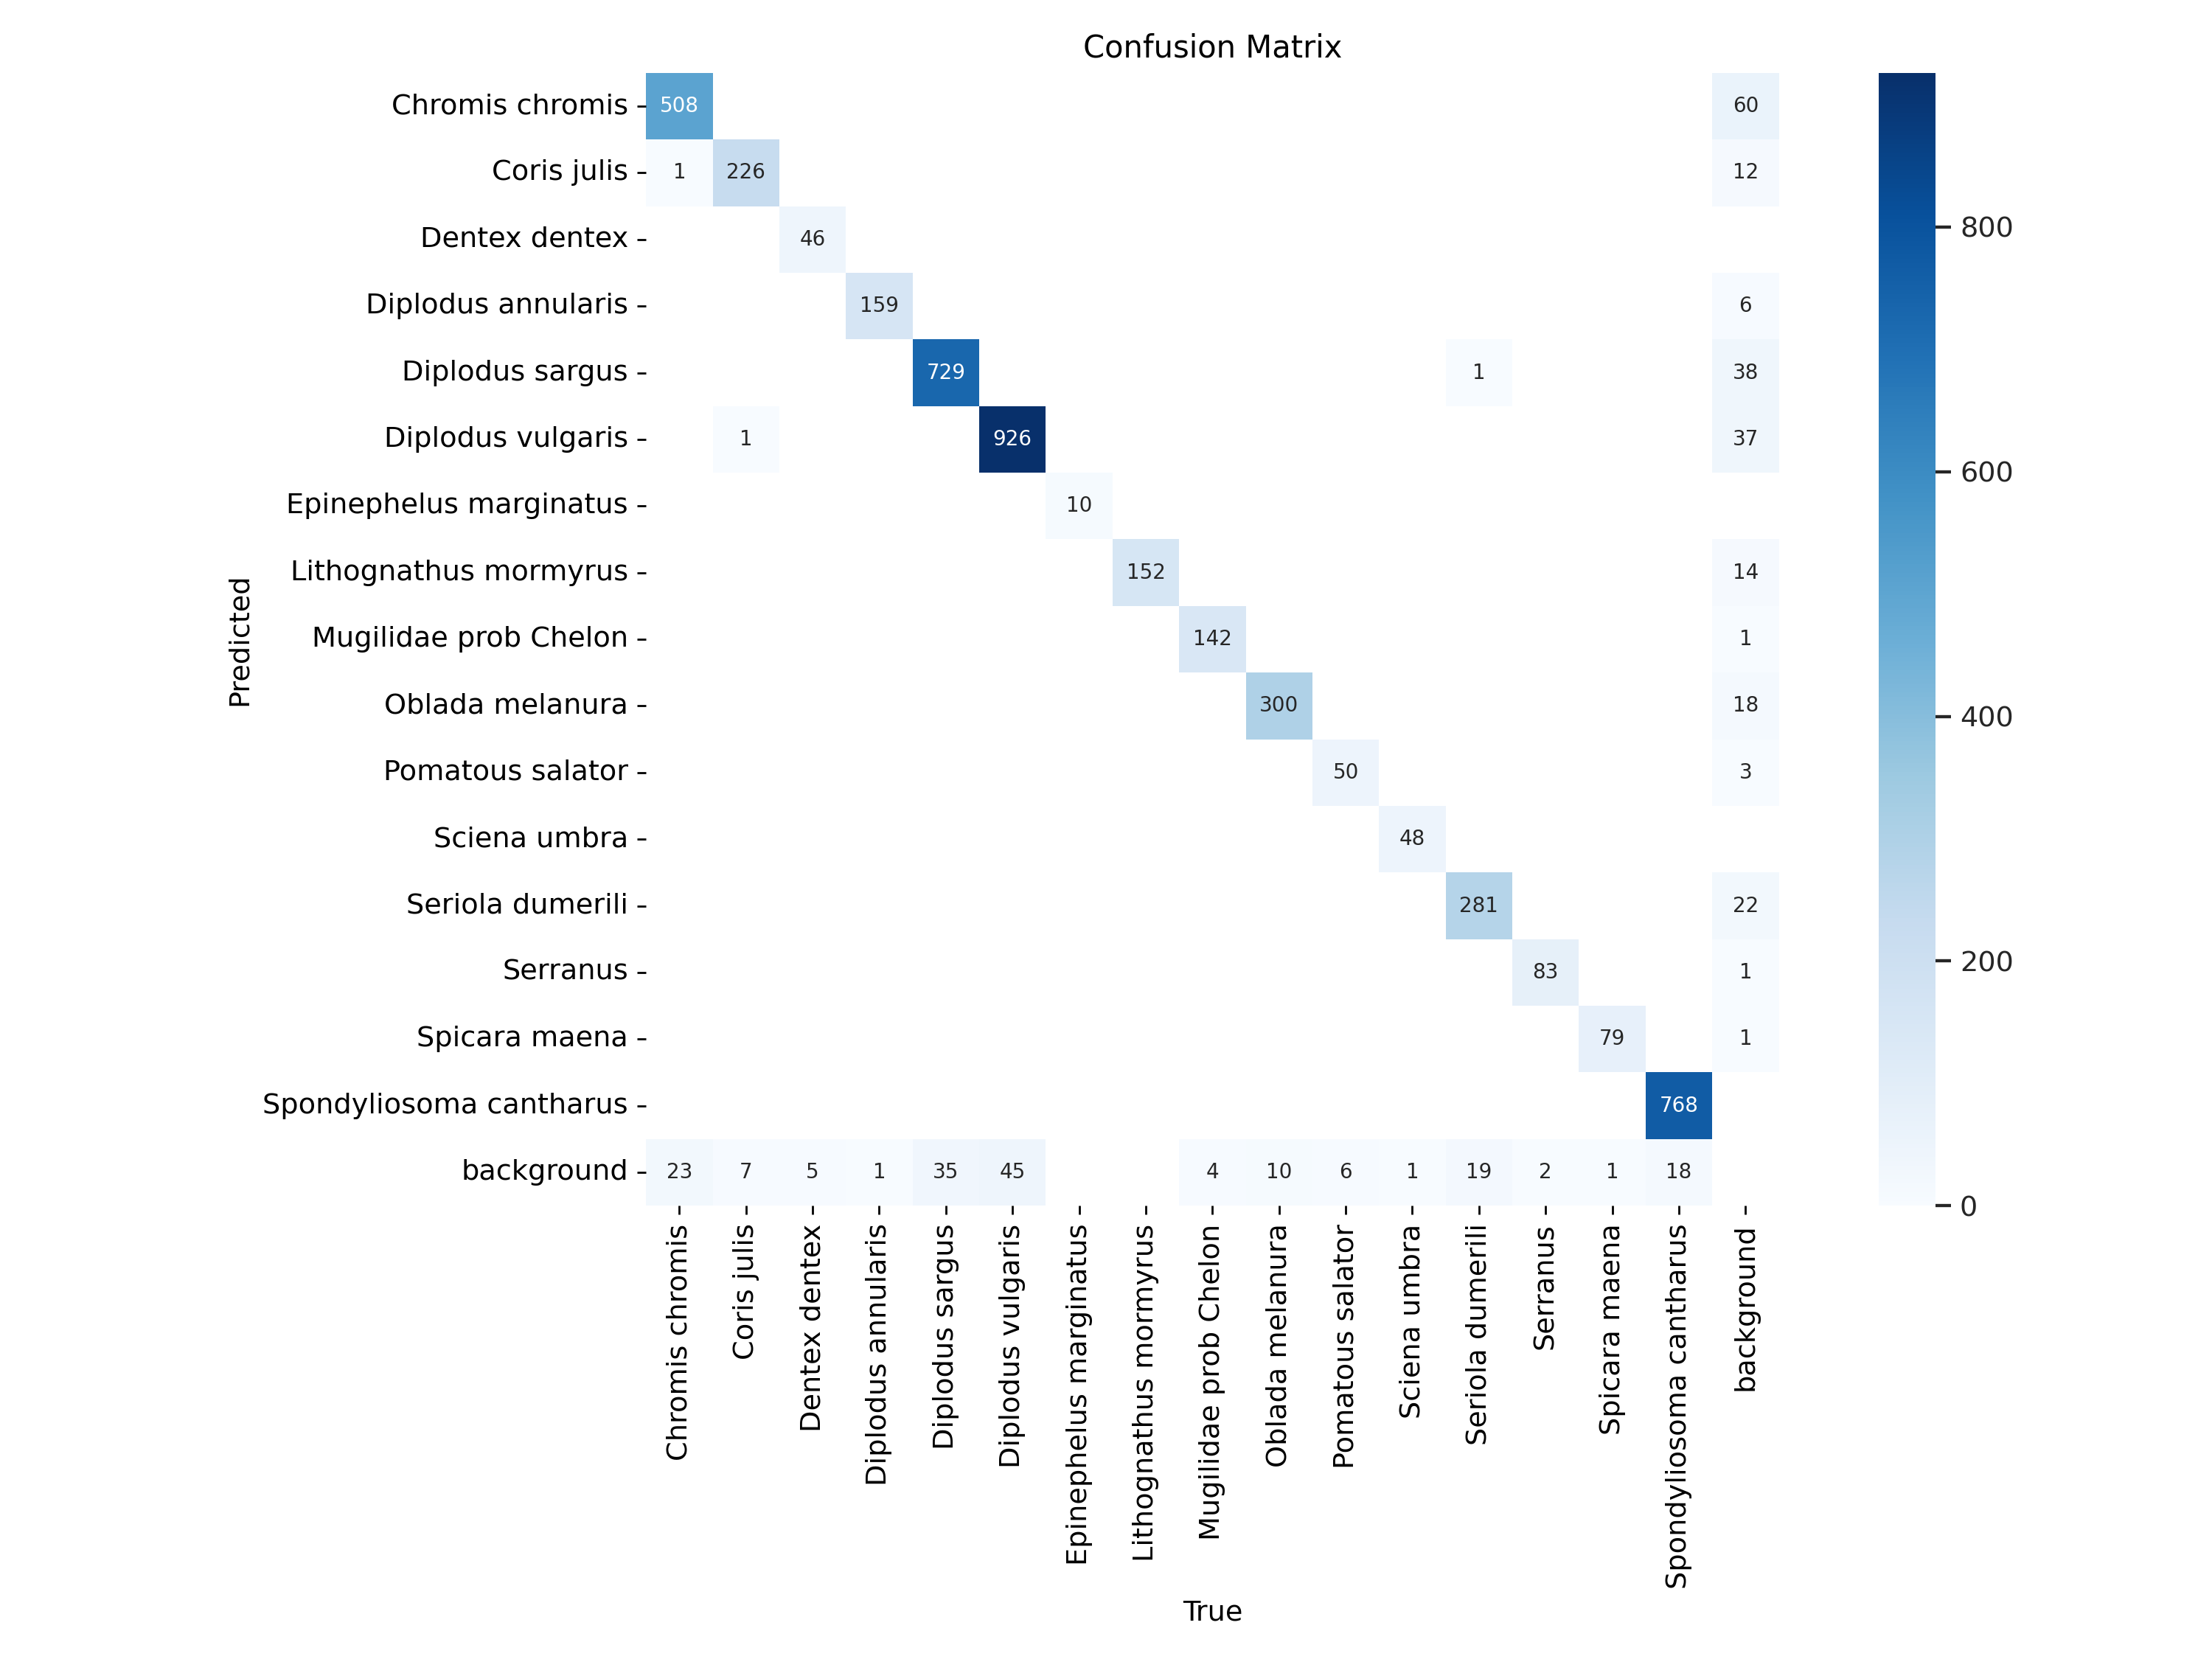 Confusion Matrix
Chromis chromis 508 60
Coris julis 1 226 12
Dentex dentex 46
Diplodus annularis 159 6
Diplodus sargus 729 1 38
Diplodus vulgaris 1 926 37
Epinephelus marginatus 10
Lithognathus mormyrus 152 14
Mugilidae prob Chelon 142 1
Oblada melanura 300 18
Pomatous salator 50 3
Sciena umbra 48
Seriola dumerili 281 22
Serranus 83 1
Spicara maena 79 1
Spondyliosoma cantharus 768
background 23 7 5 1 35 45 4 10 6 1 19 2 1 18
Predicted
Chromis chromis
Coris julis
Dentex dentex
Diplodus annularis
Diplodus sargus
Diplodus vulgaris
Epinephelus marginatus
Lithognathus mormyrus
Mugilidae prob Chelon
Oblada melanura
Pomatous salator
Sciena umbra
Seriola dumerili
Serranus
Spicara maena
Spondyliosoma cantharus
background
True
800
600
400
200
0